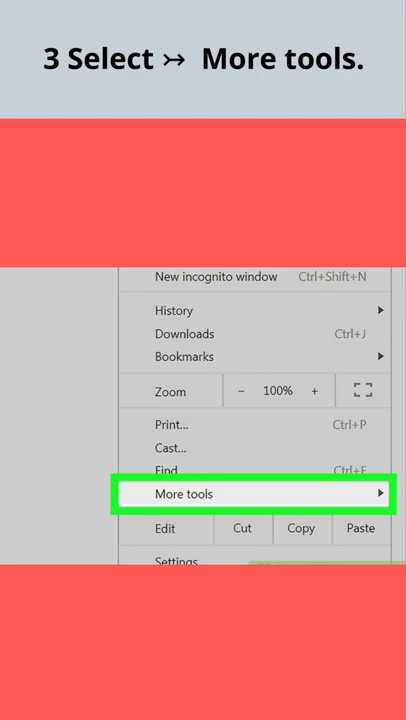 3 Select ↣ More tools.
New incognito window Ctrl+Shift+N
History
Downloads Ctrl+J
Bookmarks
Zoom − 100% +
Print... Ctrl+P
Cast...
Find... Ctrl+F
More tools
Edit Cut Copy Paste
Settings